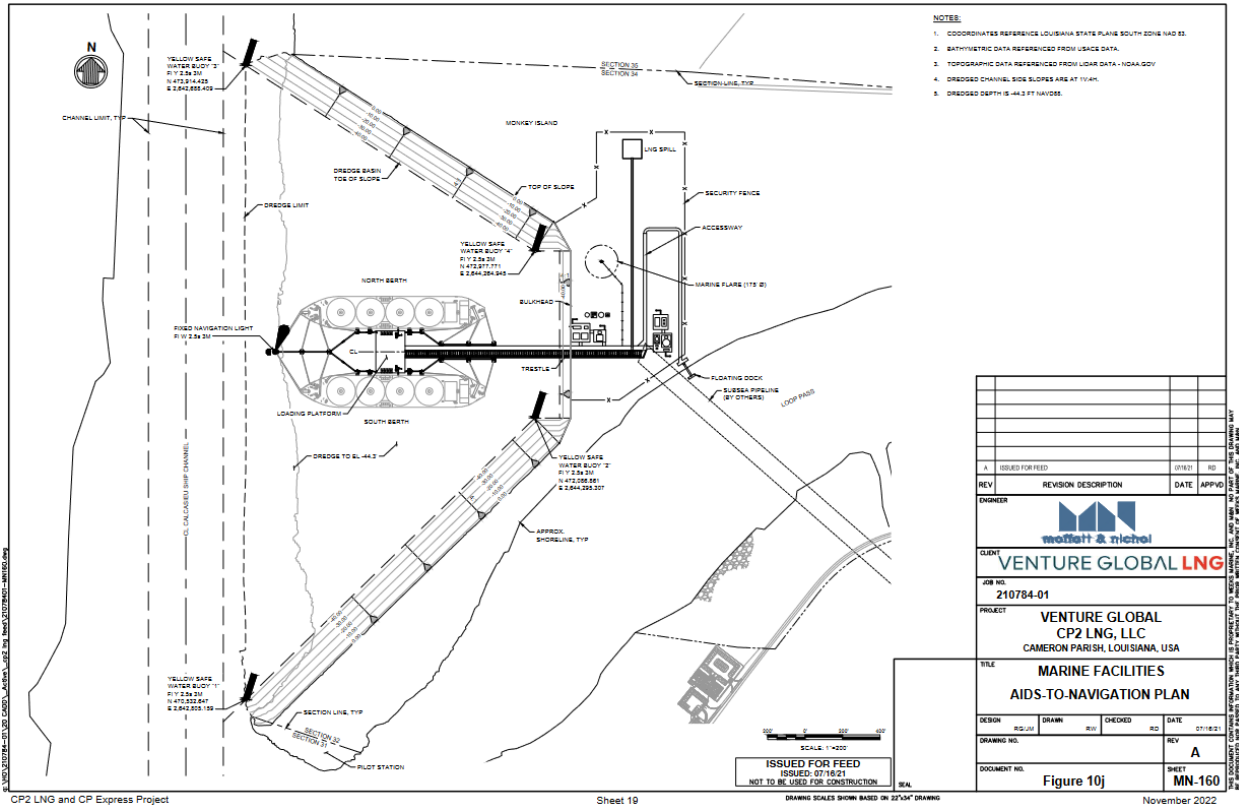 NOTES:
1. COORDINATES REFERENCE LOUISIANA STATE PLANE SOUTH ZONE NAD 83.
2. BATHYMETRIC DATA REFERENCED FROM USACE DATA.
3. TOPOGRAPHIC DATA REFERENCED FROM LIDAR DATA - NOAA.GOV
4. DREDGED CHANNEL SIDE SLOPES ARE AT 1V:4H.
5. DREDGED DEPTH IS -44.3 FT NAVD88.
N
YELLOW SAFE
WATER BUOY "3"
Fl Y 2.5s 3M
N 473,914.425
E 2,642,655.409
CHANNEL LIMIT, TYP
SECTION 35
SECTION 34
SECTION LINE, TYP
MONKEY ISLAND
LNG SPILL
DREDGE BASIN
TOE OF SLOPE
TOP OF SLOPE
SECURITY FENCE
DREDGE LIMIT
ACCESSWAY
YELLOW SAFE
WATER BUOY "4"
Fl Y 2.5s 3M
N 472,977.771
E 2,644,264.945
NORTH BERTH
MARINE FLARE (175' Ø)
BULKHEAD
FIXED NAVIGATION LIGHT
Fl W 2.5s 3M
CL
TRESTLE
FLOATING DOCK
SUBSEA PIPELINE
(BY OTHERS)
LOOP PASS
LOADING PLATFORM
SOUTH BERTH
DREDGE TO EL -44.3'
YELLOW SAFE
WATER BUOY "2"
Fl Y 2.5s 3M
N 472,088.881
E 2,644,295.307
CL CALCASIEU SHIP CHANNEL
APPROX.
SHORELINE, TYP
YELLOW SAFE
WATER BUOY "1"
Fl Y 2.5s 3M
N 470,532.647
E 2,642,805.159
SECTION LINE, TYP
SECTION 32
SECTION 31
PILOT STATION
200' 0 200' 400'
SCALE: 1"=200'
ISSUED FOR FEED
ISSUED: 07/16/21
NOT TO BE USED FOR CONSTRUCTION
SEAL
A ISSUED FOR FEED 07/16/21 RD
REV REVISION DESCRIPTION DATE APPVD
ENGINEER
moffatt & nichol
CLIENT
VENTURE GLOBAL LNG
JOB NO.
210784-01
PROJECT
VENTURE GLOBAL
CP2 LNG, LLC
CAMERON PARISH, LOUISIANA, USA
TITLE
MARINE FACILITIES
AIDS-TO-NAVIGATION PLAN
DESIGN DRAWN CHECKED DATE
RG/JM RW RD 07/16/21
DRAWING NO. REV
A
DOCUMENT NO. SHEET
Figure 10j MN-160
CP2 LNG and CP Express Project
Sheet 19
DRAWING SCALES SHOWN BASED ON 22"x34" DRAWING
November 2022